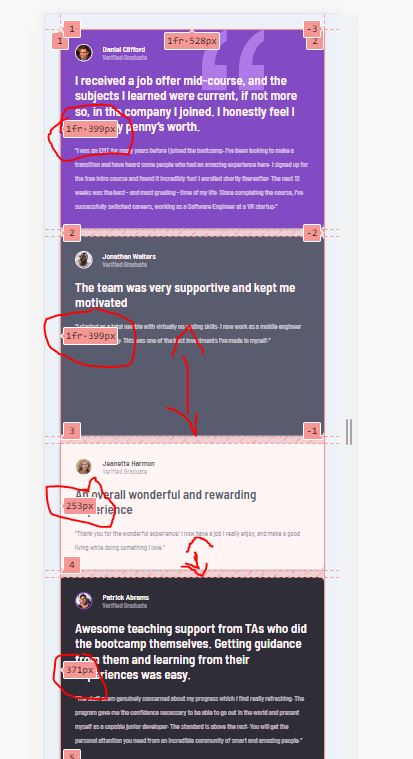 1
-3
1
1fr·528px
2
Daniel Clifford
Verified Graduate
I received a job offer mid-course, and the
subjects I learned were current, if not more
so, in the company I joined. I honestly feel I
1fr·399px
y penny's worth.
"I was an EMT for many years before I joined the bootcamp. I've been looking to make a
transition and have heard some people who had an amazing experience here. I signed up for
the free intro course and found it incredibly fun! I enrolled shortly thereafter. The next 12
weeks was the best - and most grueling - time of my life. Since completing the course, I've
successfully switched careers, working as a Software Engineer at a VR startup."
2
-2
Jonathan Walters
Verified Graduate
The team was very supportive and kept me
motivated
"I started as a total newbie with virtually no coding skills. I now work as a mobile engineer
1fr·399px
This was one of the best investments I've made in myself."
3
-1
Jeanette Harmon
Verified Graduate
An overall wonderful and rewarding
253px
"Thank you for the wonderful experience! I now have a job I really enjoy, and make a good
living while doing something I love."
4
Patrick Abrams
Verified Graduate
Awesome teaching support from TAs who did
the bootcamp themselves. Getting guidance
from them and learning from their
371px
eriences was easy.
"The staff seem genuinely concerned about my progress which I find really refreshing. The
program gave me the confidence necessary to be able to go out in the world and present
myself as a capable junior developer. The standard is above the rest. You will get the
personal attention you need from an incredible community of smart and amazing people."
5